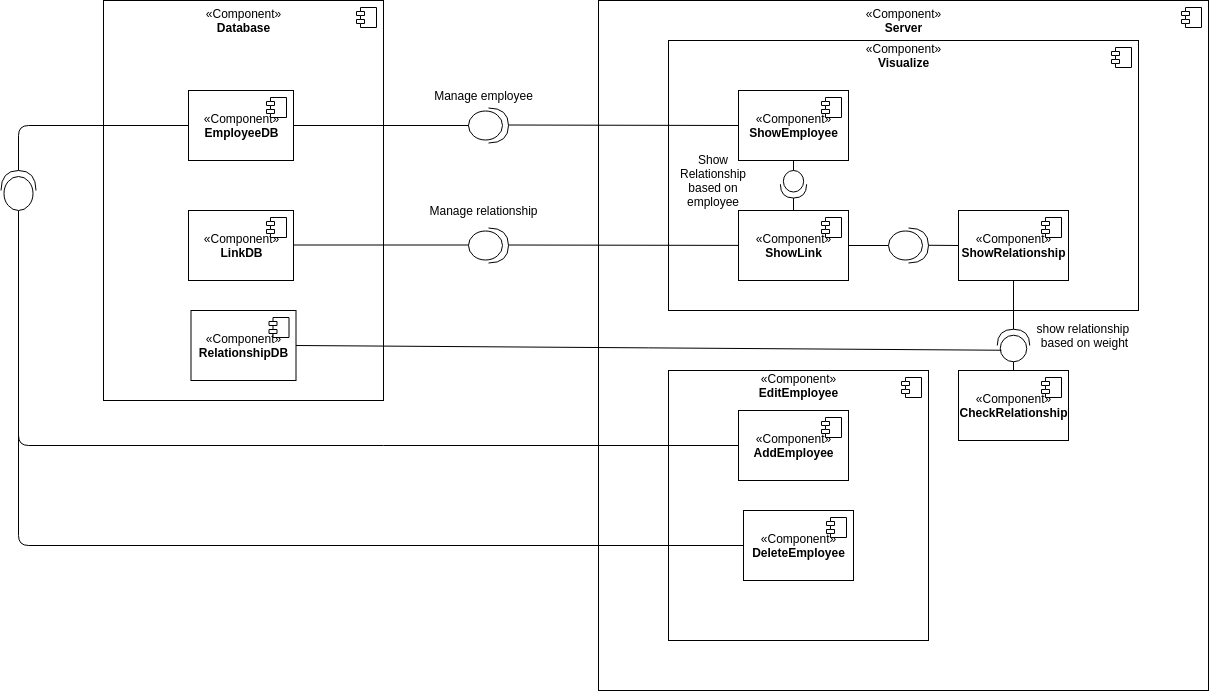 «Component»
Database
«Component»
EmployeeDB
«Component»
LinkDB
«Component»
RelationshipDB
Manage employee
Manage relationship
«Component»
Server
«Component»
Visualize
«Component»
ShowEmployee
Show
Relationship
based on
employee
«Component»
ShowLink
«Component»
ShowRelationship
show relationship
based on weight
«Component»
CheckRelationship
«Component»
EditEmployee
«Component»
AddEmployee
«Component»
DeleteEmployee